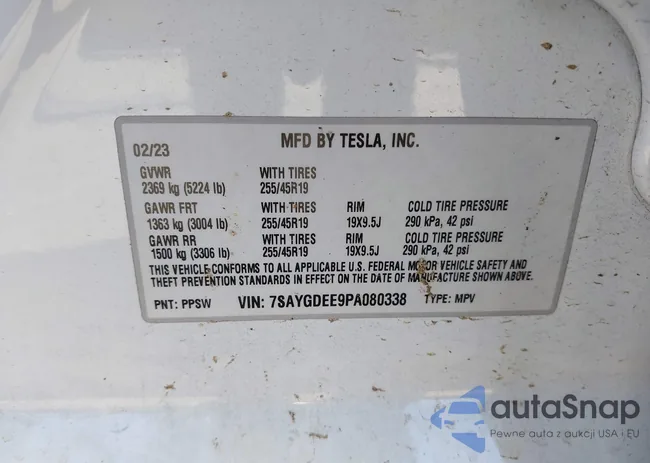 MFD BY TESLA, INC.
02/23
GVWR WITH TIRES
2369 kg (5224 lb) 255/45R19
GAWR FRT WITH TIRES RIM COLD TIRE PRESSURE
1363 kg (3004 lb) 255/45R19 19X9.5J 290 kPa, 42 psi
GAWR RR WITH TIRES RIM COLD TIRE PRESSURE
1500 kg (3306 lb) 255/45R19 19X9.5J 290 kPa, 42 psi
THIS VEHICLE CONFORMS TO ALL APPLICABLE U.S. FEDERAL MOTOR VEHICLE SAFETY AND
THEFT PREVENTION STANDARDS IN EFFECT ON THE DATE OF MANUFACTURE SHOWN ABOVE.
PNT: PPSW VIN: 7SAYGDEE9PA080338 TYPE: MPV
autaSnap
Pewne auta z aukcji USA i EU